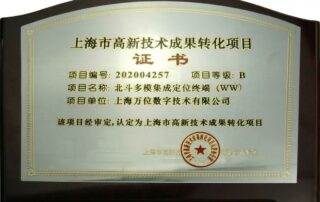 上海市高新技术成果转化项目
证书
项目编号: 202004257 项目等级: B
项目名称: 北斗多模集成定位终端 (WW)
项目单位: 上海万位数字技术有限公司
该项目经审定,认定为上海市高新技术成果转化项目